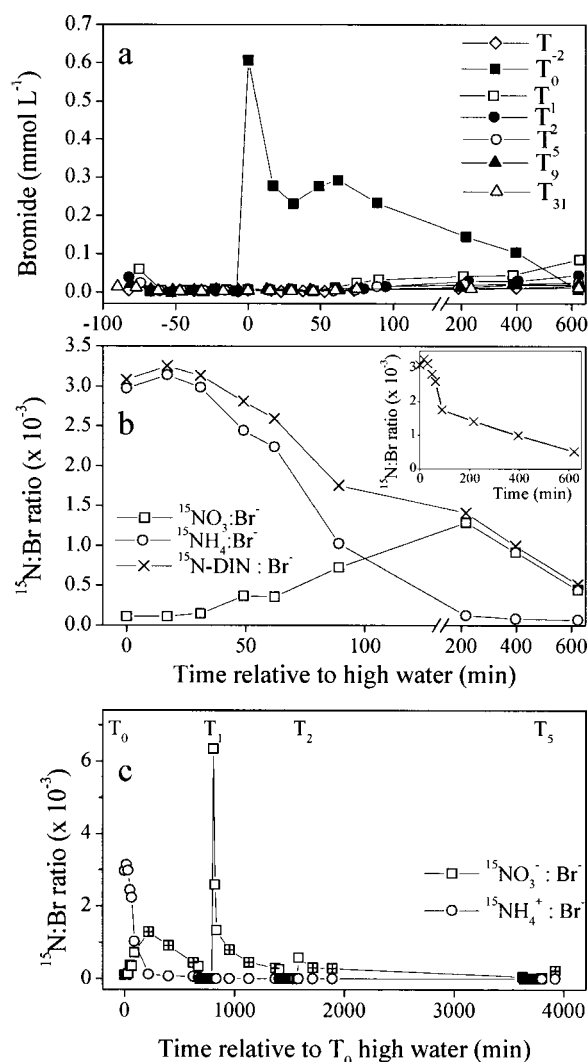 a
Bromide (mmol L⁻¹)
0.7
0.6
0.5
0.4
0.3
0.2
0.1
0.0
T₋₂
T₀
T₁
T₂
T₅
T₉
T₃₁
-100 -50 0 50 100 200 400 600
b
¹⁵N:Br ratio (x 10⁻³)
3.5
3.0
2.5
2.0
1.5
1.0
0.5
0.0
¹⁵NO₃:Br⁻
¹⁵NH₄:Br⁻
¹⁵N-DIN : Br⁻
¹⁵N:Br ratio (x 10⁻³)
3
2
1
0
0 200 400 600
Time (min)
0 50 100 200 400 600
Time relative to high water (min)
T₀ T₁ T₂ T₅
c
¹⁵N:Br ratio (x 10⁻³)
6
4
2
0
¹⁵NO₃⁻ : Br⁻
¹⁵NH₄⁺ : Br⁻
0 1000 2000 3000 4000
Time relative to T₀ high water (min)